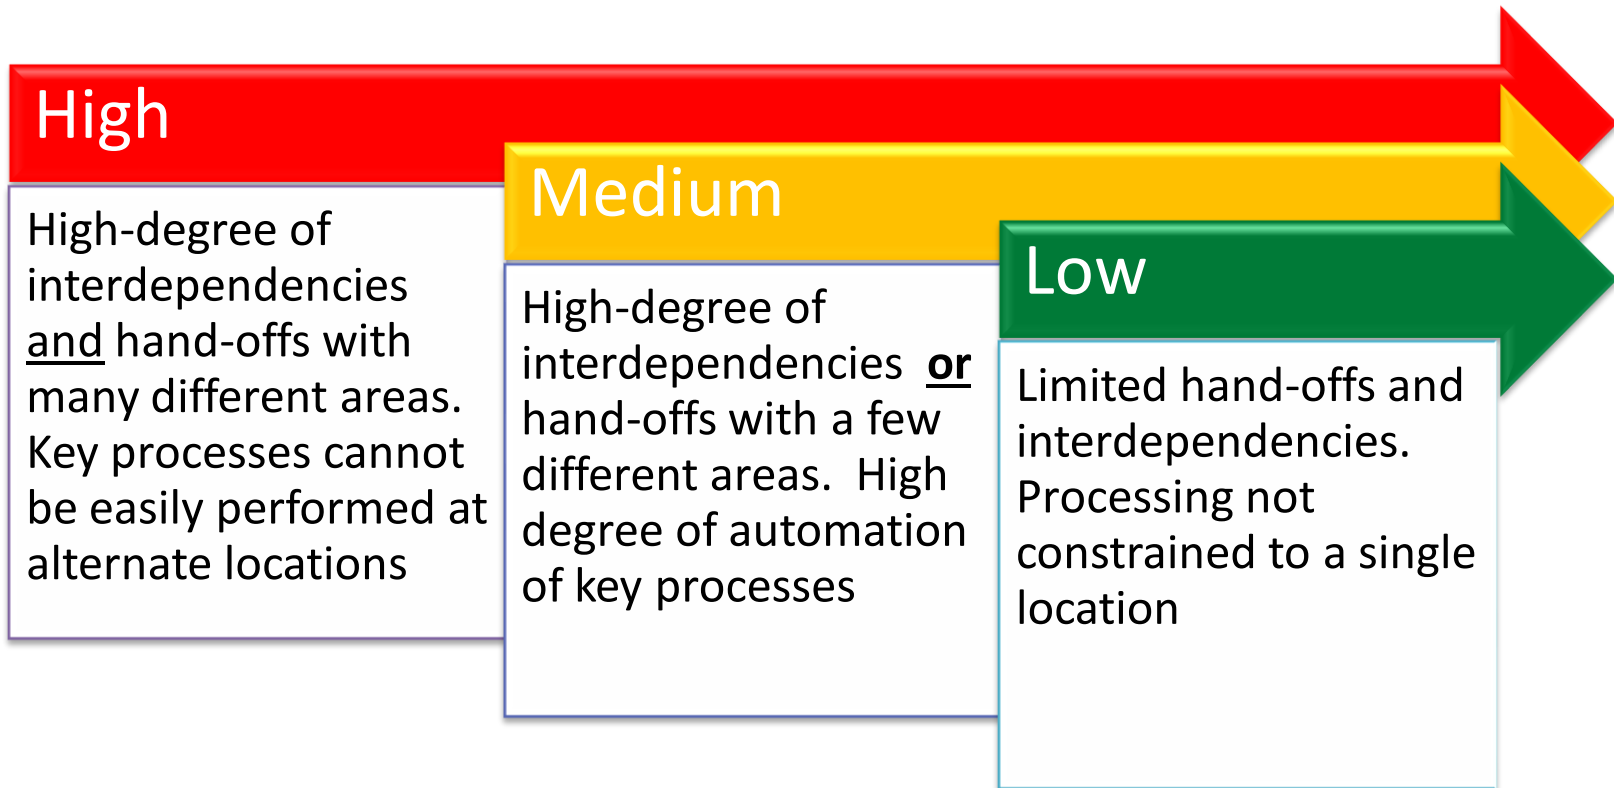 High
High-degree of
interdependencies
and hand-offs with
many different areas.
Key processes cannot
be easily performed at
alternate locations
Medium
High-degree of
interdependencies  or
hand-offs with a few
different areas.  High
degree of automation
of key processes
Low
Limited hand-offs and
interdependencies.
Processing not
constrained to a single
location